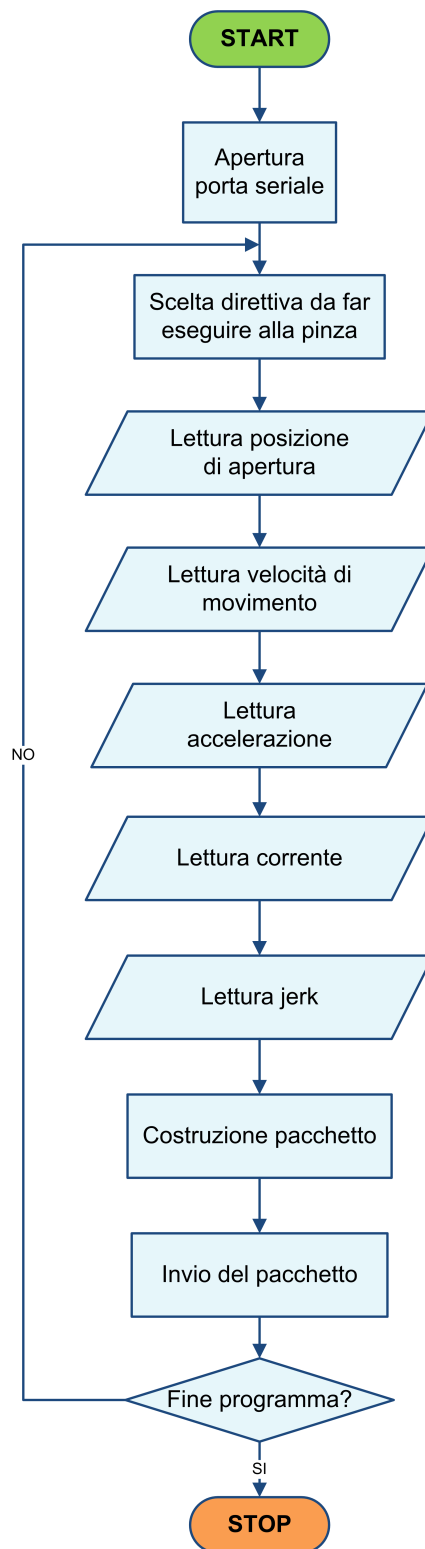 START
Apertura
porta seriale
Scelta direttiva da far
eseguire alla pinza
Lettura posizione
di apertura
Lettura velocità di
movimento
Lettura
accelerazione
NO
Lettura corrente
Lettura jerk
Costruzione pacchetto
Invio del pacchetto
Fine programma?
SI
STOP